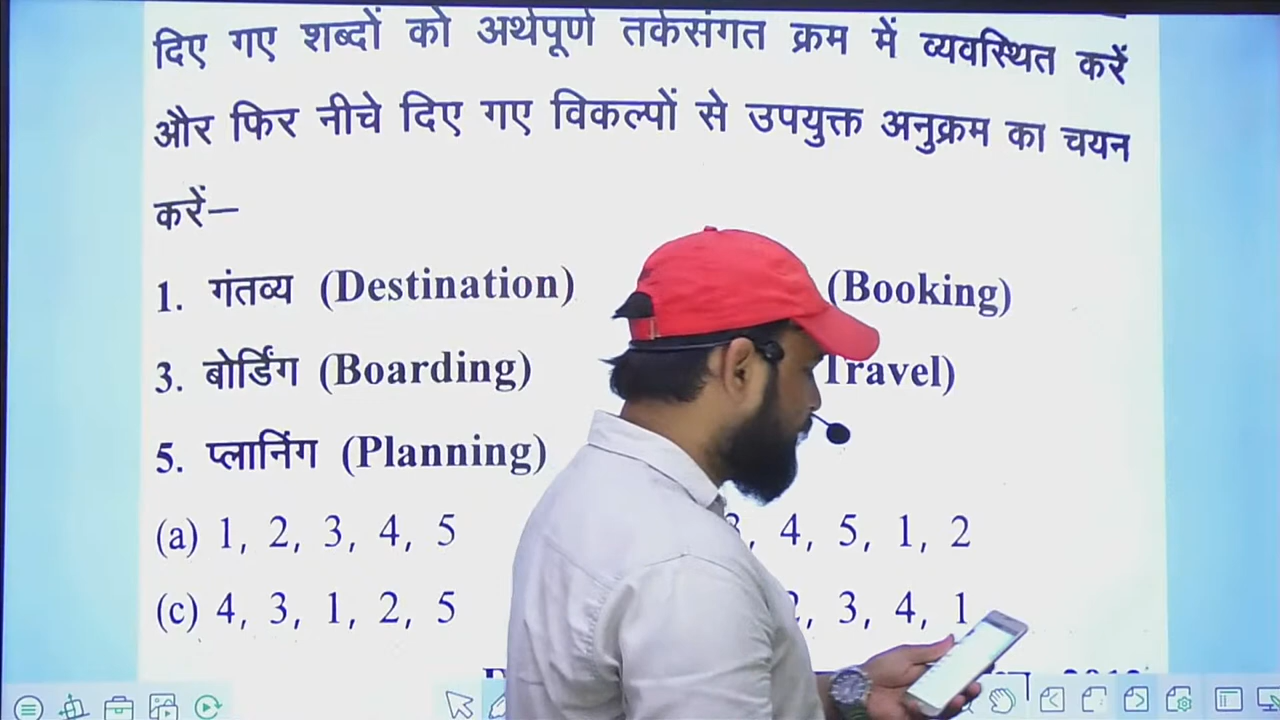 दिए गए शब्दों को अर्थपूर्ण तर्कसंगत क्रम में व्यवस्थित करें
और फिर नीचे दिए गए विकल्पों से उपयुक्त अनुक्रम का चयन
करें—
1. गंतव्य (Destination) (Booking)
3. बोर्डिंग (Boarding) Travel)
5. प्लानिंग (Planning)
(a) 1, 2, 3, 4, 5 3, 4, 5, 1, 2
(c) 4, 3, 1, 2, 5 2, 3, 4, 1